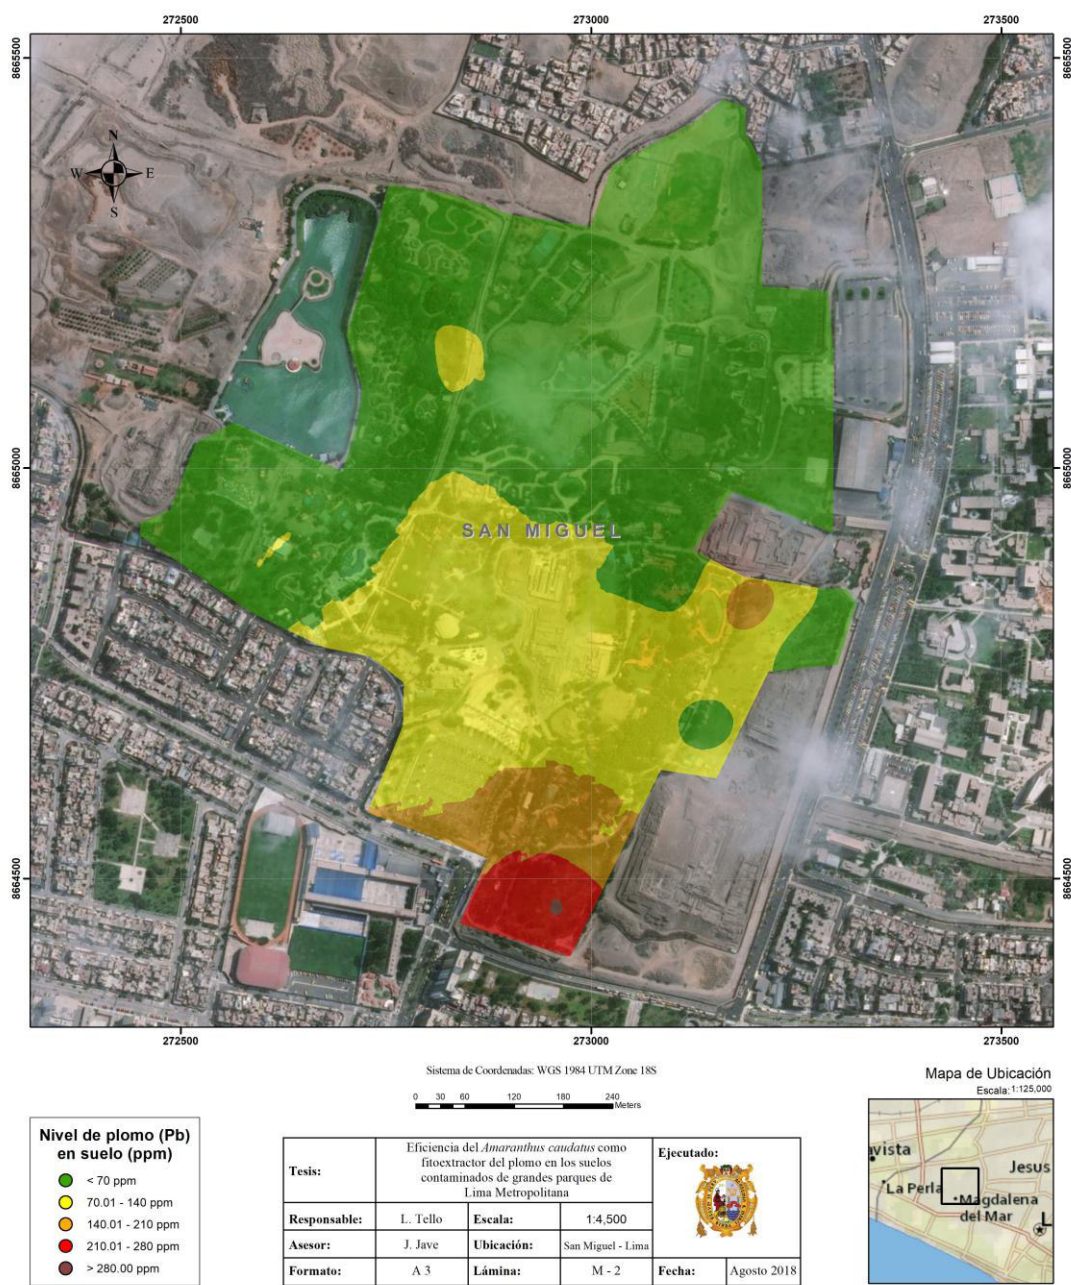 272500 273000 273500
8665500 8665500
N
W E
S
8665000 8665000
SAN MIGUEL
8664500 8664500
272500 273000 273500
Sistema de Coordenadas: WGS 1984 UTM Zone 18S
0 30 60 120 180 240
Meters
Nivel de plomo (Pb)
en suelo (ppm)
< 70 ppm
70.01 - 140 ppm
140.01 - 210 ppm
210.01 - 280 ppm
> 280.00 ppm
Tesis:
Eficiencia del Amaranthus caudatus como
fitoextractor del plomo en los suelos
contaminados de grandes parques de
Lima Metropolitana
Ejecutado:
Responsable: L. Tello Escala: 1:4,500
Asesor: J. Jave Ubicación: San Miguel - Lima
Formato: A 3 Lámina: M - 2 Fecha: Agosto 2018
Mapa de Ubicación
Escala: 1:125,000
avista
Jesus
La Perla
Magdalena
del Mar
L